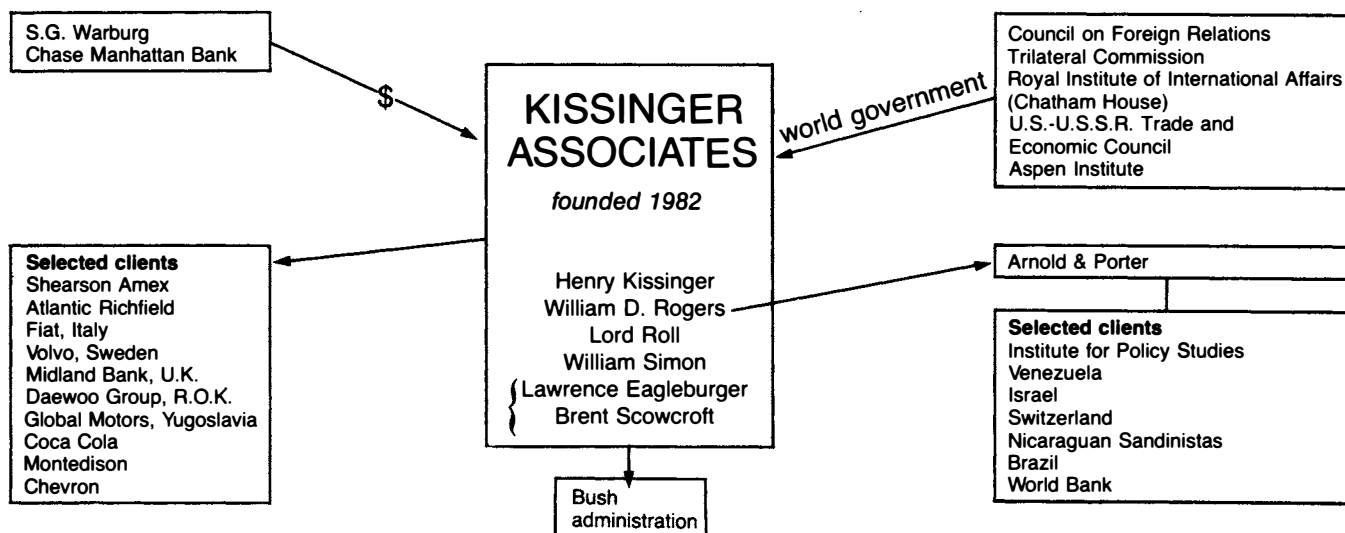 S.G. Warburg
Chase Manhattan Bank
$
KISSINGER
ASSOCIATES
founded 1982
Henry Kissinger
William D. Rogers
Lord Roll
William Simon
Lawrence Eagleburger
Brent Scowcroft
world government
Council on Foreign Relations
Trilateral Commission
Royal Institute of International Affairs
(Chatham House)
U.S.-U.S.S.R. Trade and
Economic Council
Aspen Institute
Selected clients
Shearson Amex
Atlantic Richfield
Fiat, Italy
Volvo, Sweden
Midland Bank, U.K.
Daewoo Group, R.O.K.
Global Motors, Yugoslavia
Coca Cola
Montedison
Chevron
Arnold & Porter
Selected clients
Institute for Policy Studies
Venezuela
Israel
Switzerland
Nicaraguan Sandinistas
Brazil
World Bank
Bush
administration